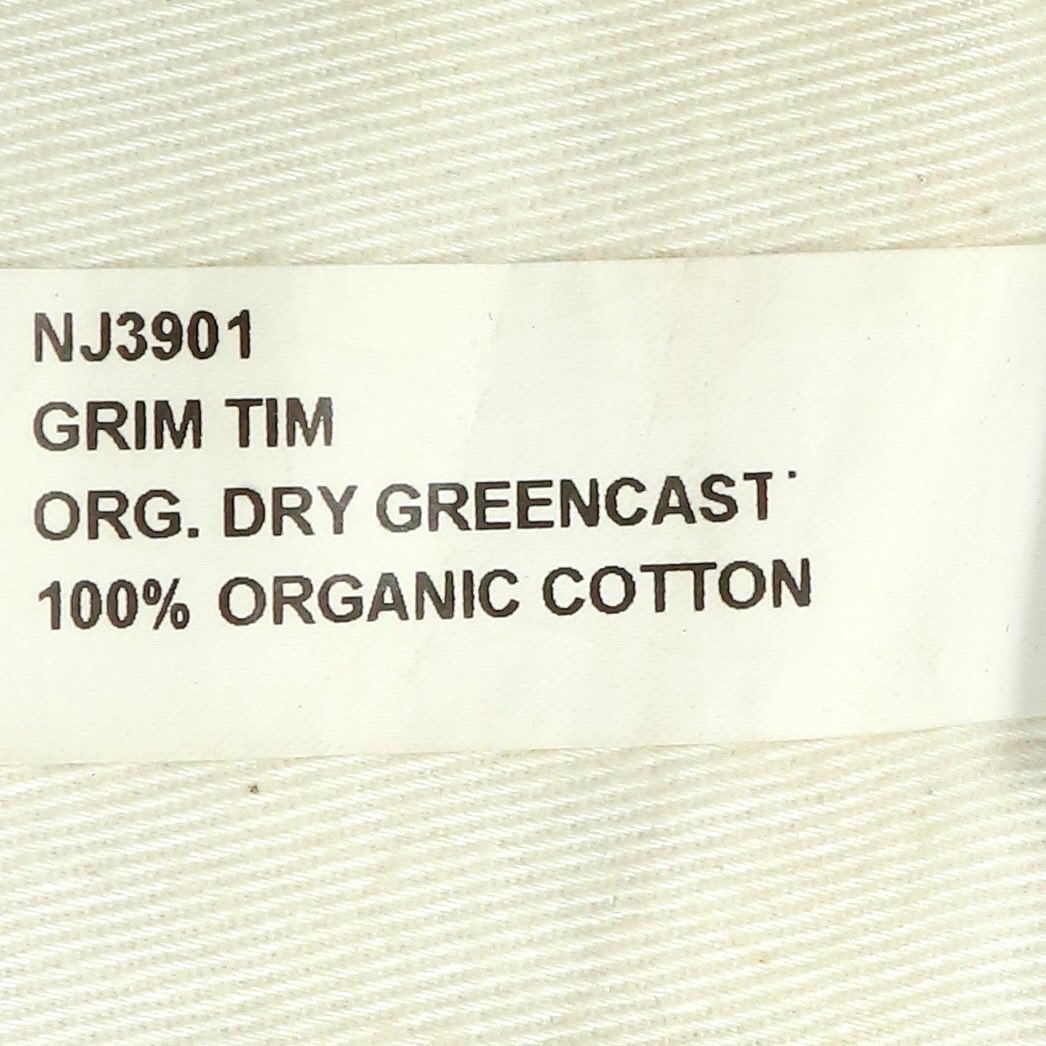 NJ3901
GRIM TIM
ORG. DRY GREENCAST
100% ORGANIC COTTON